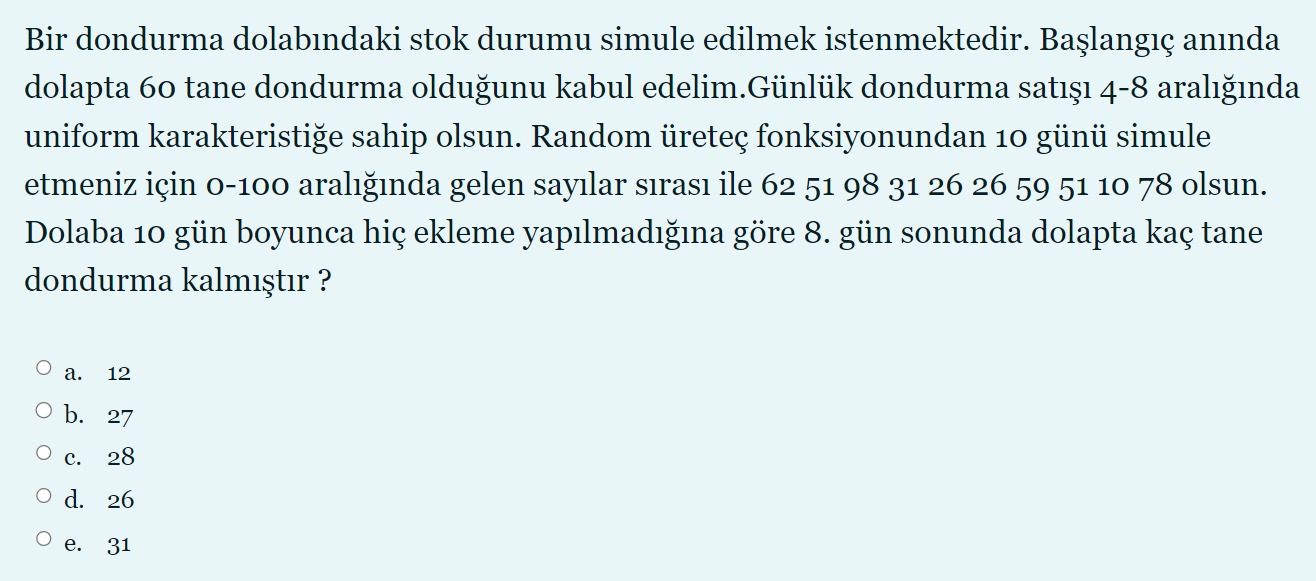 Bir dondurma dolabındaki stok durumu simule edilmek istenmektedir. Başlangıç anında
dolapta 60 tane dondurma olduğunu kabul edelim.Günlük dondurma satışı 4-8 aralığında
uniform karakteristiğe sahip olsun. Random üreteç fonksiyonundan 10 günü simule
etmeniz için 0-100 aralığında gelen sayılar sırası ile 62 51 98 31 26 26 59 51 10 78 olsun.
Dolaba 10 gün boyunca hiç ekleme yapılmadığına göre 8. gün sonunda dolapta kaç tane
dondurma kalmıştır ?
a. 12
b. 27
c. 28
d. 26
e. 31